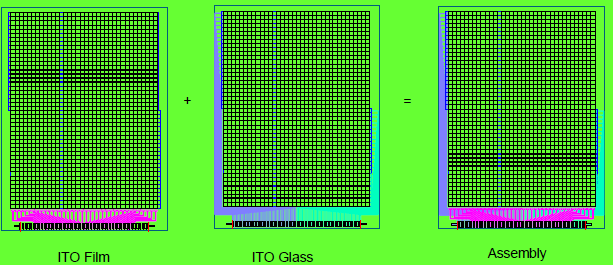 +
=
ITO Film
ITO Glass
Assembly